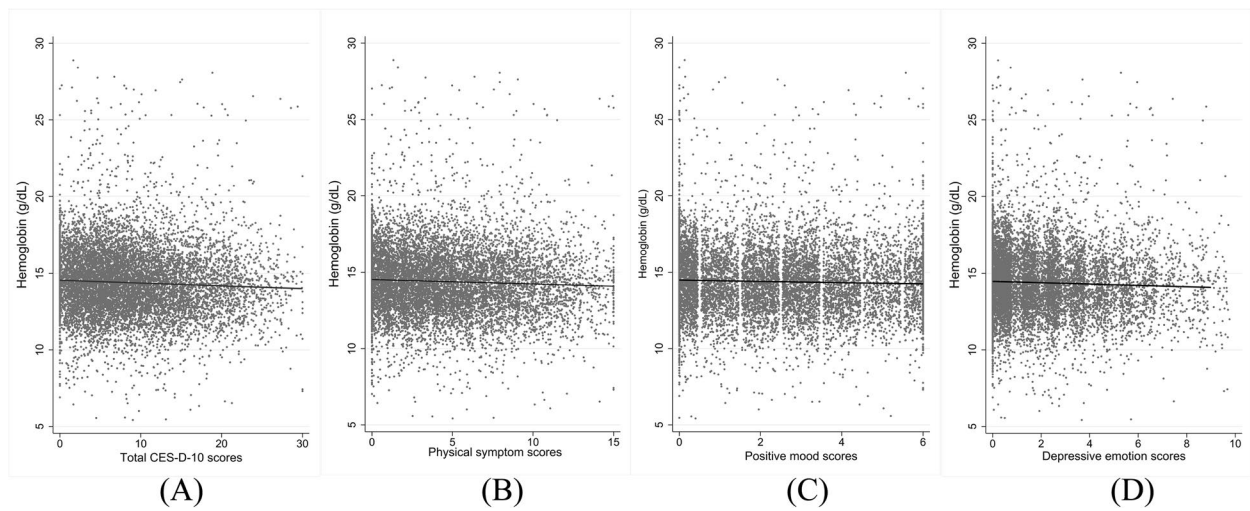 30
25
20
15
10
5
Hemoglobin (g/dL)
0 10 20 30
Total CES-D-10 scores
(A)
30
25
20
15
10
5
Hemoglobin (g/dL)
0 5 10 15
Physical symptom scores
(B)
30
25
20
15
10
5
Hemoglobin (g/dL)
0 2 4 6
Positive mood scores
(C)
30
25
20
15
10
5
Hemoglobin (g/dL)
0 2 4 6 8 10
Depressive emotion scores
(D)